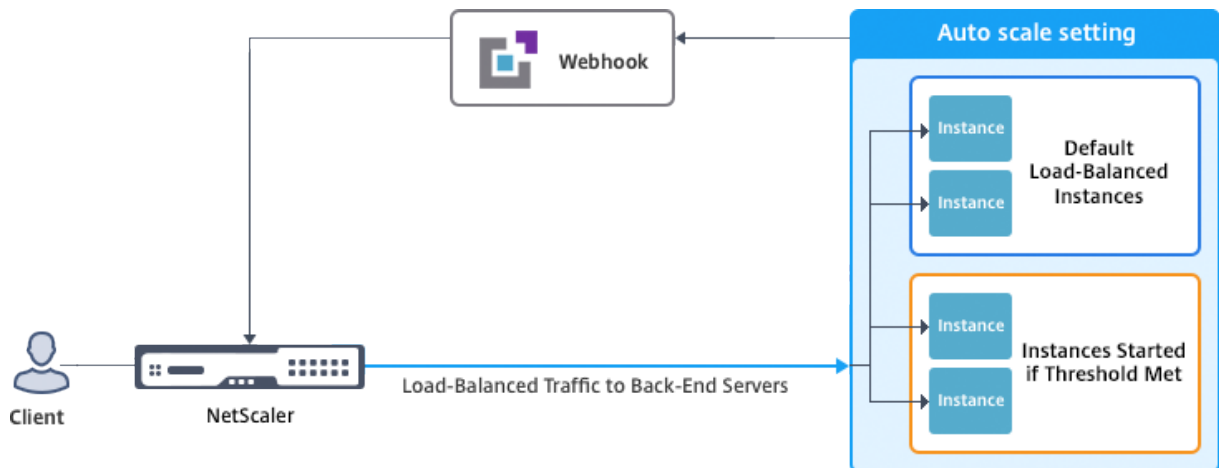 Auto scale setting
Webhook
Instance
Default
Load-Balanced
Instances
Instance
Instance
Instances Started
if Threshold Met
Instance
Load-Balanced Traffic to Back-End Servers
Client
NetScaler